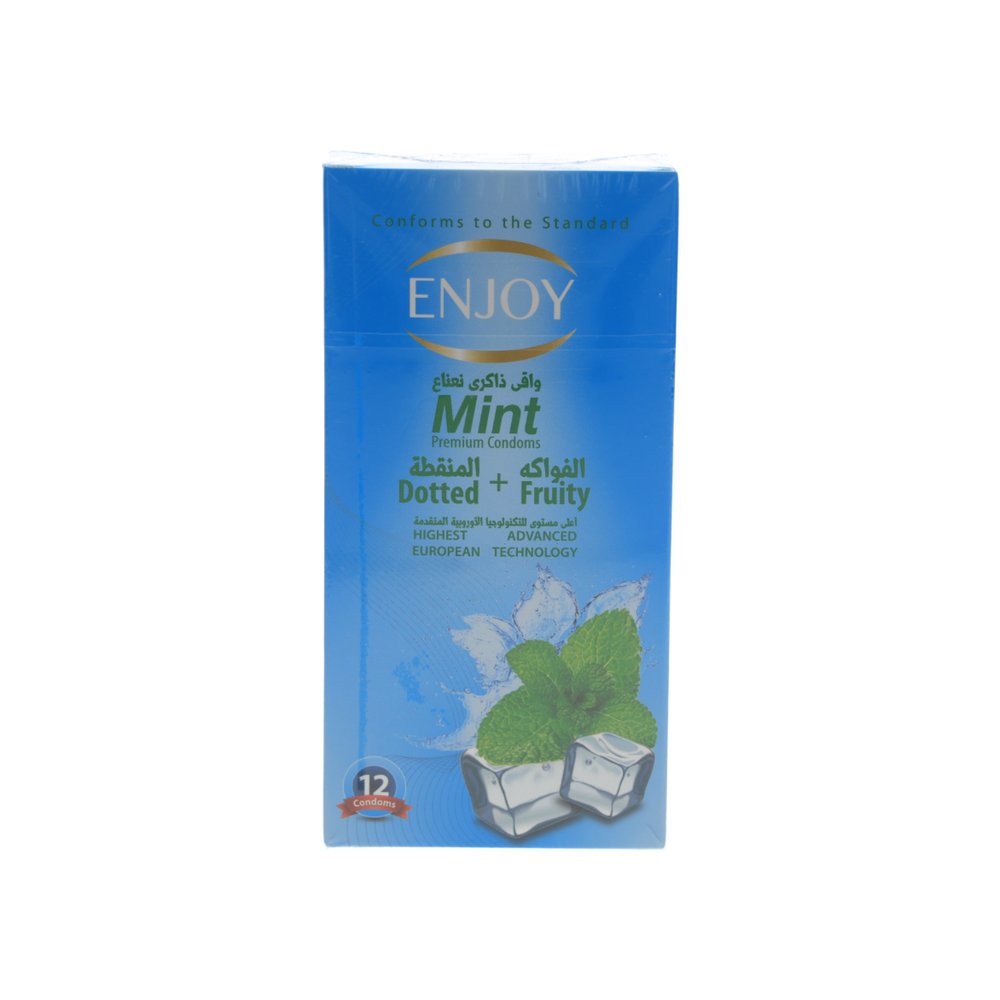 Conforms to the Standard
ENJOY
واقى ذاكرى نعناع
Mint
Premium Condoms
المنقطة + الفواكه
Dotted Fruity
أعلى مستوى للتكنولوجيا الأوروبية المتقدمة
HIGHEST ADVANCED
EUROPEAN TECHNOLOGY
12
Condoms